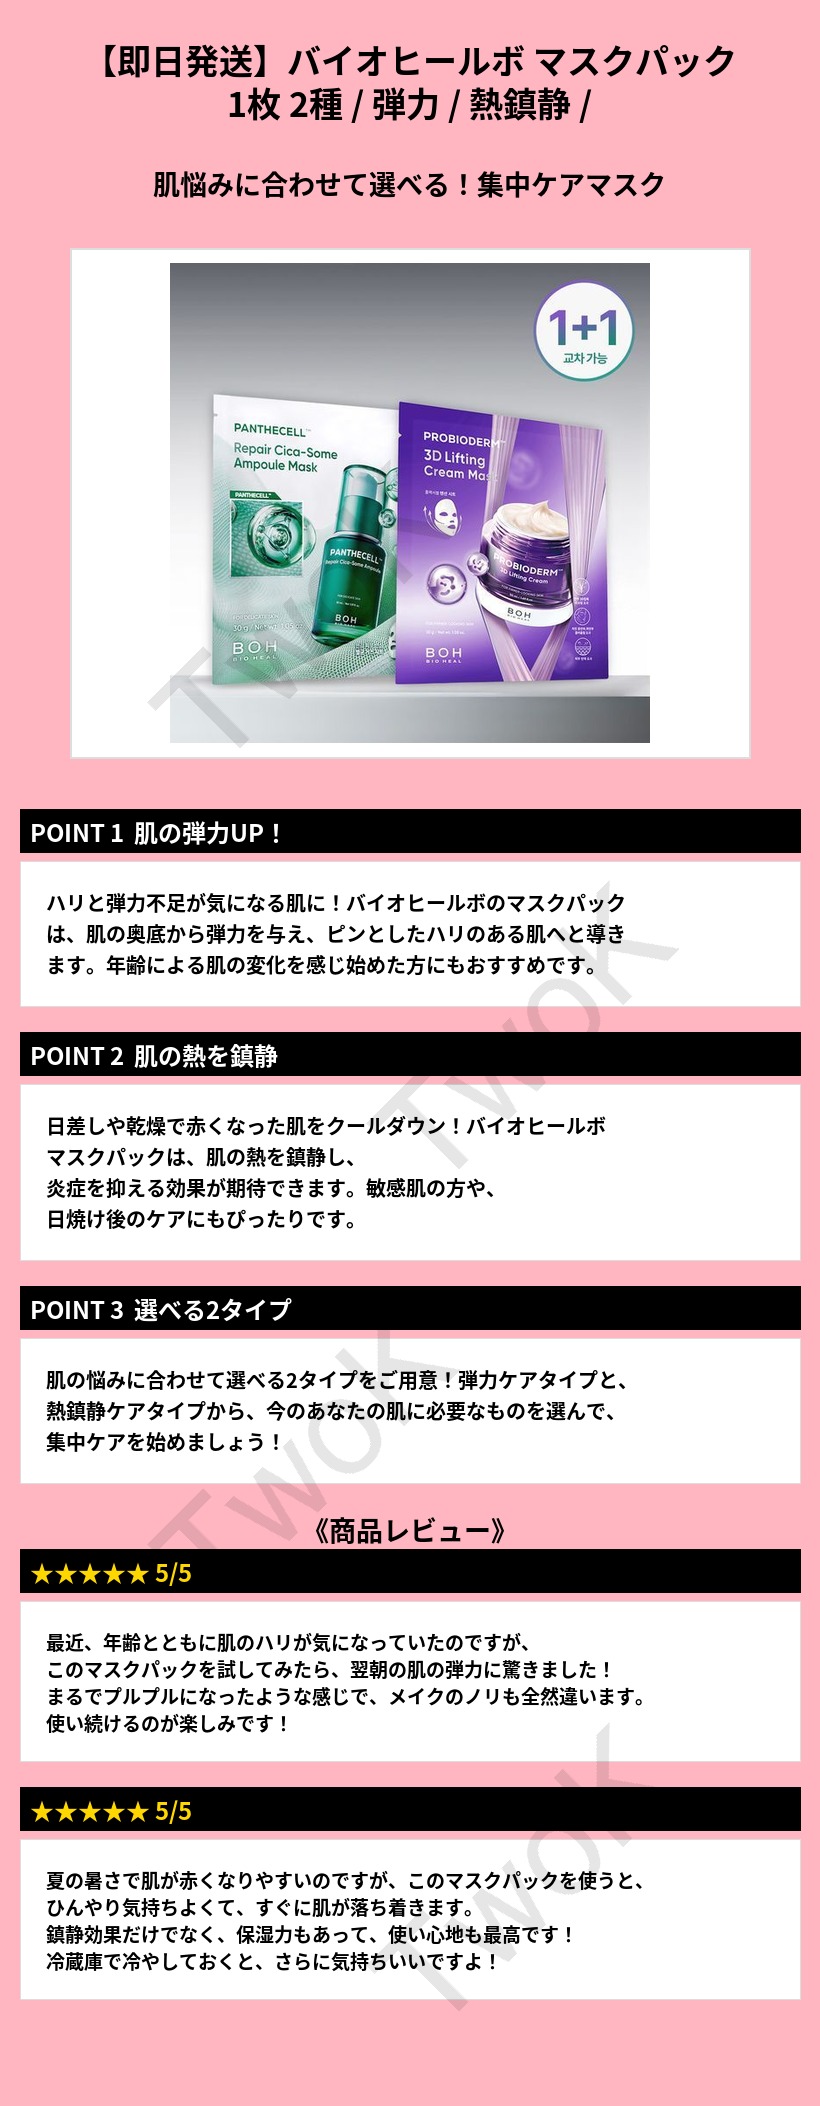 【即日発送】バイオヒールボ マスクパック
1枚 2種 / 弾力 / 熱鎮静 /
肌悩みに合わせて選べる！集中ケアマスク
1+1
교차 가능
PANTHECELL™
Repair Cica-Some
Ampoule Mask
PANTHECELL™
PANTHECELL™
Repair Cica-Some Ampoule
BOH
BIO HEAL
FOR DELICATE SKIN
30 g / Net wt. 1.05 oz
BOH
BIO HEAL
PROBIODERM™
3D Lifting
Cream Mask
PROBIODERM™
3D Lifting Cream
BOH
BIO HEAL
30 g / Net wt. 1.05 oz
BOH
BIO HEAL
POINT 1 肌の弾力UP！
ハリと弾力不足が気になる肌に！バイオヒールボのマスクパック
は、肌の奥底から弾力を与え、ピンとしたハリのある肌へと導き
ます。年齢による肌の変化を感じ始めた方にもおすすめです。
POINT 2 肌の熱を鎮静
日差しや乾燥で赤くなった肌をクールダウン！バイオヒールボ
マスクパックは、肌の熱を鎮静し、
炎症を抑える効果が期待できます。敏感肌の方や、
日焼け後のケアにもぴったりです。
POINT 3 選べる2タイプ
肌の悩みに合わせて選べる2タイプをご用意！弾力ケアタイプと、
熱鎮静ケアタイプから、今のあなたの肌に必要なものを選んで、
集中ケアを始めましょう！
《商品レビュー》
★★★★★ 5/5
最近、年齢とともに肌のハリが気になっていたのですが、
このマスクパックを試してみたら、翌朝の肌の弾力に驚きました！
まるでプルプルになったような感じで、メイクのノリも全然違います。
使い続けるのが楽しみです！
★★★★★ 5/5
夏の暑さで肌が赤くなりやすいのですが、このマスクパックを使うと、
ひんやり気持ちよくて、すぐに肌が落ち着きます。
鎮静効果だけでなく、保湿力もあって、使い心地も最高です！
冷蔵庫で冷やしておくと、さらに気持ちいいですよ！
TwoK
TwoK
TwoK
TwoK